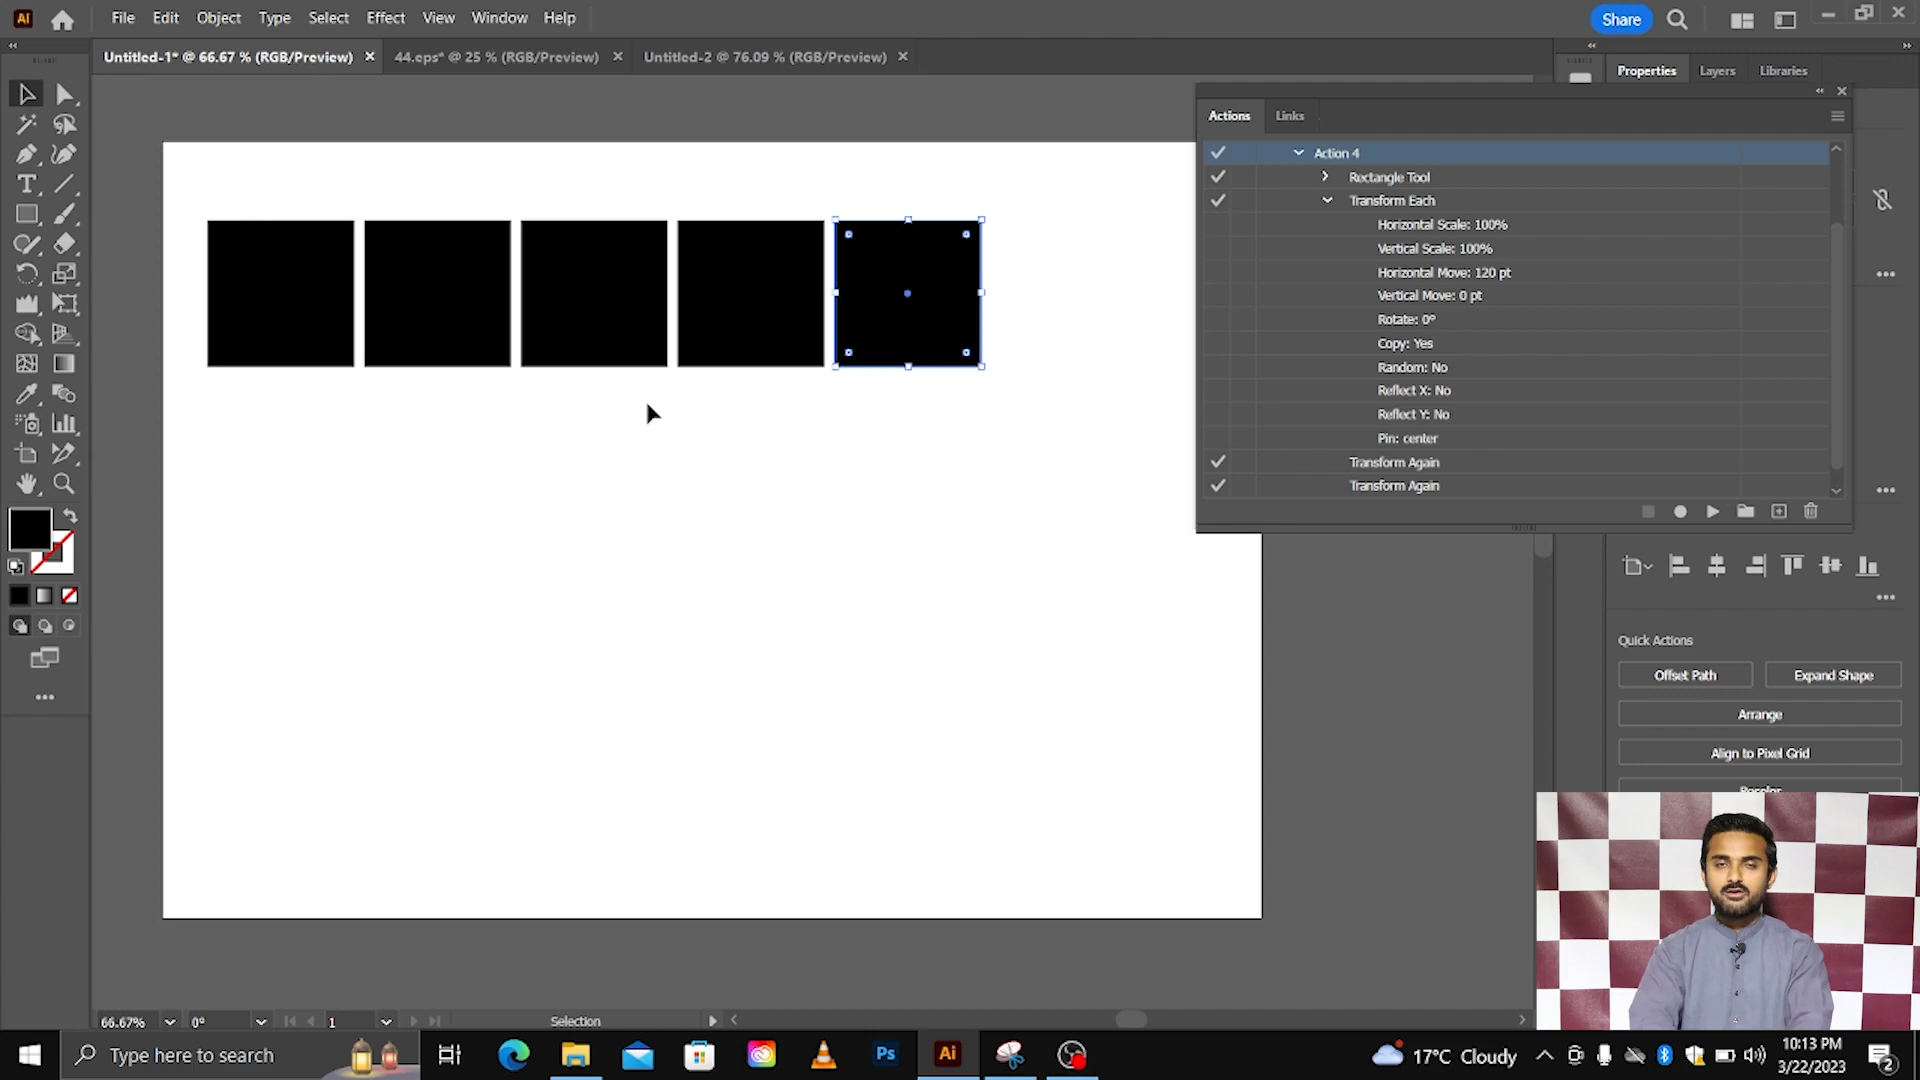 Ai File Edit Object Type Select Effect View Window Help Share
Untitled-1* @ 66.67 % (RGB/Preview) 44.eps* @ 25 % (RGB/Preview) Untitled-2 @ 76.09 % (RGB/Preview)
Properties Layers Libraries
Actions Links
Action 4
Rectangle Tool
Transform Each
Horizontal Scale: 100%
Vertical Scale: 100%
Horizontal Move: 120 pt
Vertical Move: 0 pt
Rotate: 0°
Copy: Yes
Random: No
Reflect X: No
Reflect Y: No
Pin: center
Transform Again
Transform Again
Quick Actions
Offset Path Expand Shape
Arrange
Align to Pixel Grid
Recolor
66.67% 0° 1 Selection
Type here to search Ps Ai 17°C Cloudy 10:13 PM
3/22/2023 2